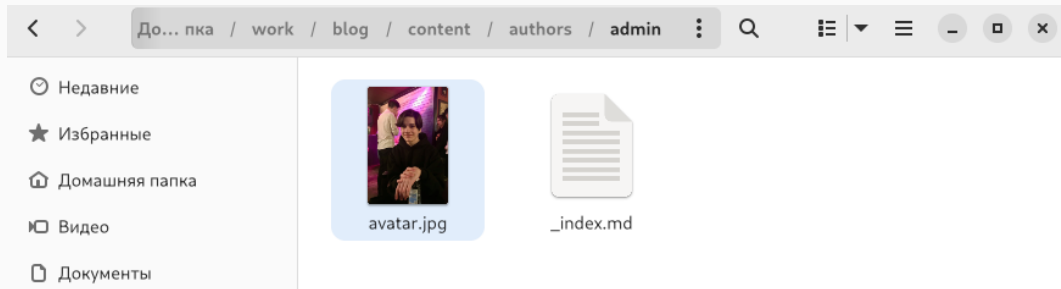 До... пка / work / blog / content / authors / admin
Недавние
Избранные
Домашняя папка
Видео
Документы
avatar.jpg
_index.md